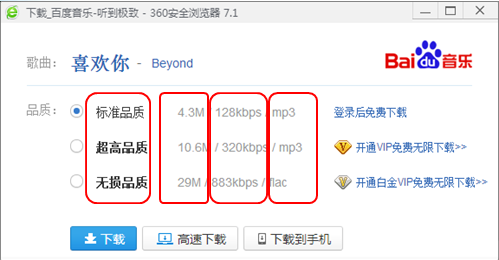 下载_百度音乐-听到极致 - 360安全浏览器 7.1
歌曲： 喜欢你 - Beyond
Bai du 音乐
品质： 标准品质 4.3M / 128kbps / mp3 登录后免费下载
超高品质 10.6M / 320kbps / mp3 V 开通VIP免费无限下载>>
无损品质 29M / 883kbps / flac V 开通白金VIP免费无限下载>>
下载 高速下载 下载到手机